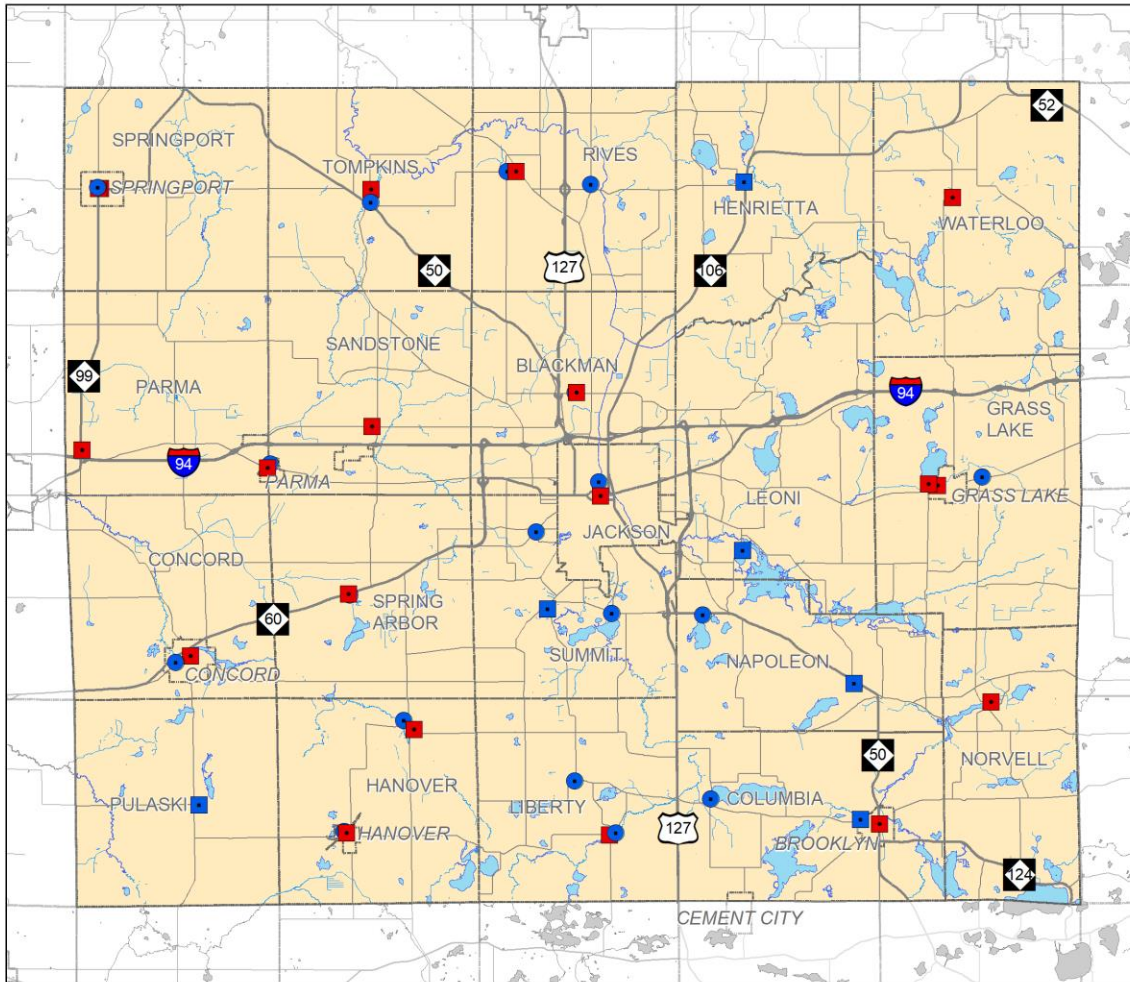 52
SPRINGPORT
TOMPKINS
RIVES
SPRINGPORT
HENRIETTA
WATERLOO
50
127
106
SANDSTONE
BLACKMAN
99
PARMA
94
GRASS
LAKE
94
PARMA
LEONI
GRASS LAKE
JACKSON
CONCORD
SPRING
ARBOR
60
SUMMIT
NAPOLEON
CONCORD
50
NORVELL
HANOVER
PULASKI
LIBERTY
COLUMBIA
HANOVER
127
BROOKLYN
124
CEMENT CITY